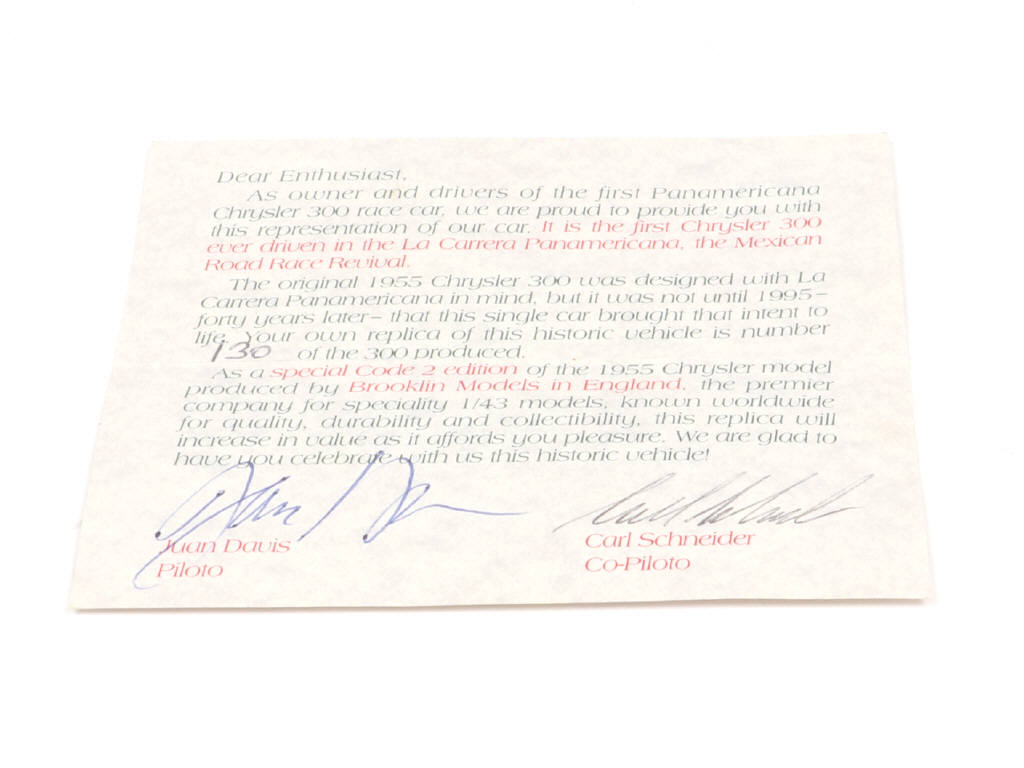 Dear Enthusiast,
As owner and drivers of the first Panamericana
Chrysler 300 race car, we are proud to provide you with
this representation of our car. It is the first Chrysler 300
ever driven in the La Carrera Panamericana, the Mexican
Road Race Revival.
The original 1955 Chrysler 300 was designed with La
Carrera Panamericana in mind, but it was not until 1995–
forty years later– that this single car brought that intent to
life. Your own replica of this historic vehicle is number
130 of the 300 produced.
As a special Code 2 edition of the 1955 Chrysler model
produced by Brooklin Models in England, the premier
company for speciality 1/43 models, known worldwide
for quality, durability and collectibility, this replica will
increase in value as it affords you pleasure. We are glad to
have you celebrate with us this historic vehicle!
Juan Davis
Piloto
Carl Schneider
Co-Piloto